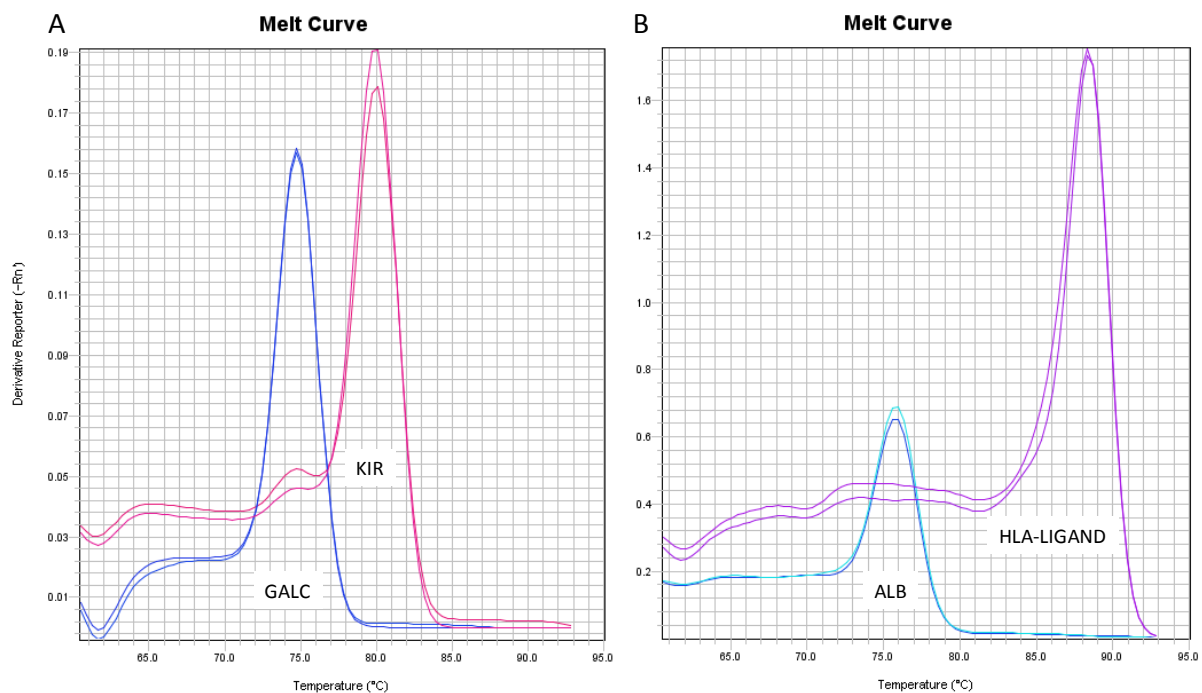 A
Melt Curve
0.19
0.17
0.15
0.13
0.11
0.09
0.07
0.05
0.03
0.01
Derivative Reporter (-Rn')
KIR
GALC
65.0
70.0
75.0
80.0
85.0
90.0
95.0
Temperature (°C)
B
Melt Curve
1.6
1.4
1.2
1.0
0.8
0.6
0.4
0.2
HLA-LIGAND
ALB
65.0
70.0
75.0
80.0
85.0
90.0
95.0
Temperature (°C)